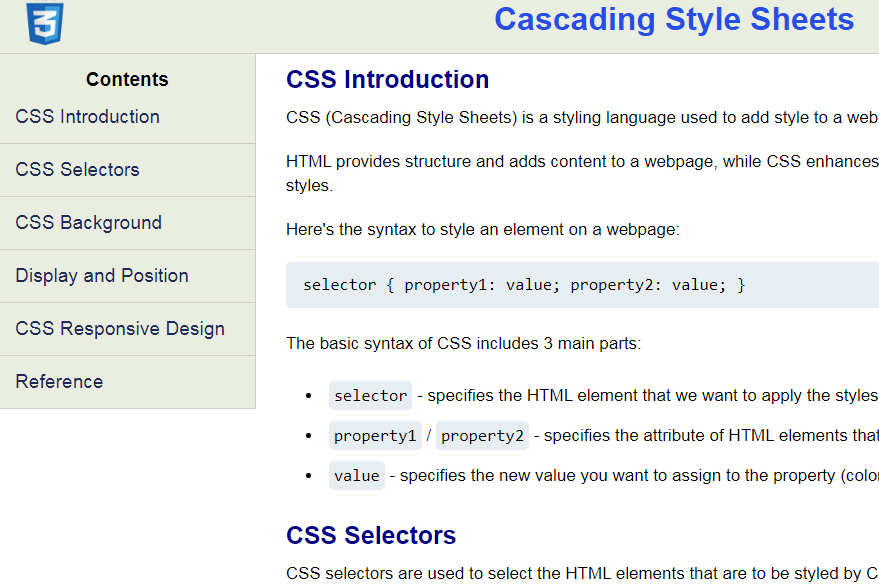 3
Cascading Style Sheets
Contents
CSS Introduction
CSS Selectors
CSS Background
Display and Position
CSS Responsive Design
Reference
CSS Introduction
CSS (Cascading Style Sheets) is a styling language used to add style to a web
HTML provides structure and adds content to a webpage, while CSS enhances
styles.
Here's the syntax to style an element on a webpage:
selector { property1: value; property2: value; }
The basic syntax of CSS includes 3 main parts:
• selector - specifies the HTML element that we want to apply the styles
• property1 / property2 - specifies the attribute of HTML elements that
• value - specifies the new value you want to assign to the property (color
CSS Selectors
CSS selectors are used to select the HTML elements that are to be styled by C